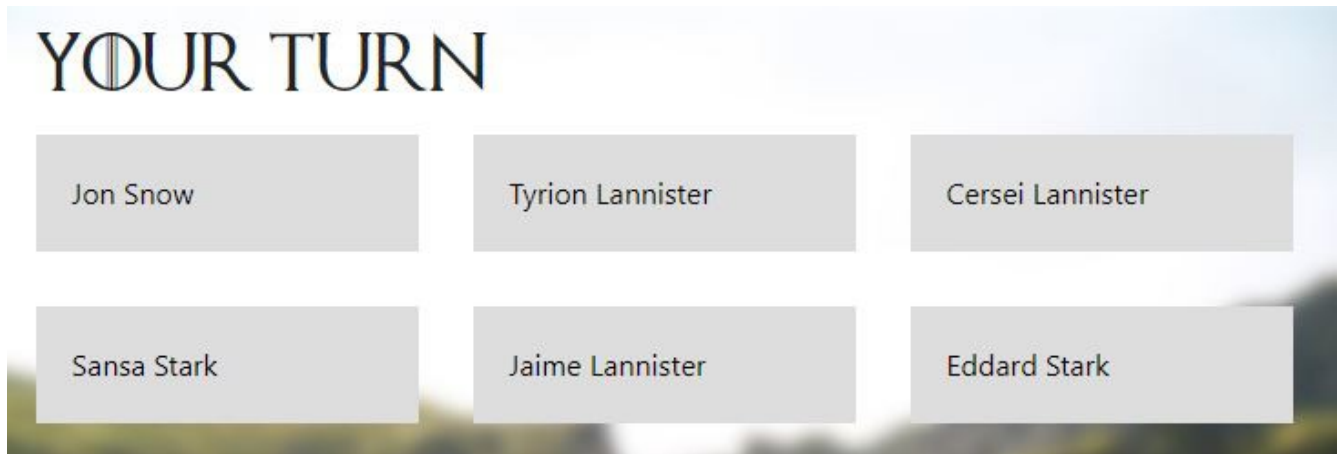 YOUR TURN
Jon Snow
Tyrion Lannister
Cersei Lannister
Sansa Stark
Jaime Lannister
Eddard Stark